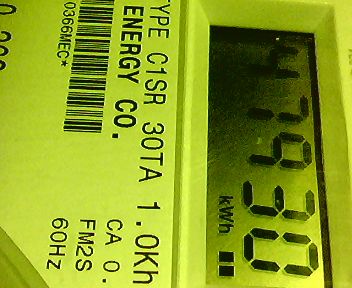 47930
kWh
TYPE C1SR 30TA 1.0Kh
ENERGY CO.
CA 0.
FM2S
60Hz
0366MEC*